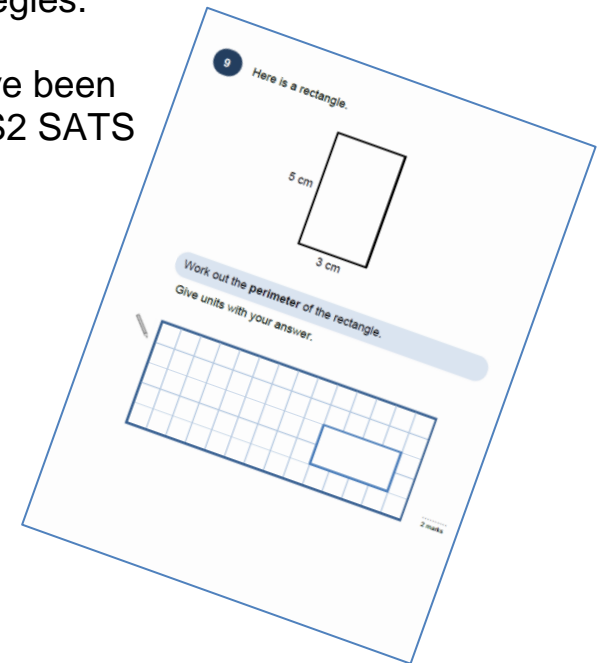 egies.
ve been
S2 SATS
9
Here is a rectangle.
5 cm
3 cm
Work out the perimeter of the rectangle.
Give units with your answer.
2 marks